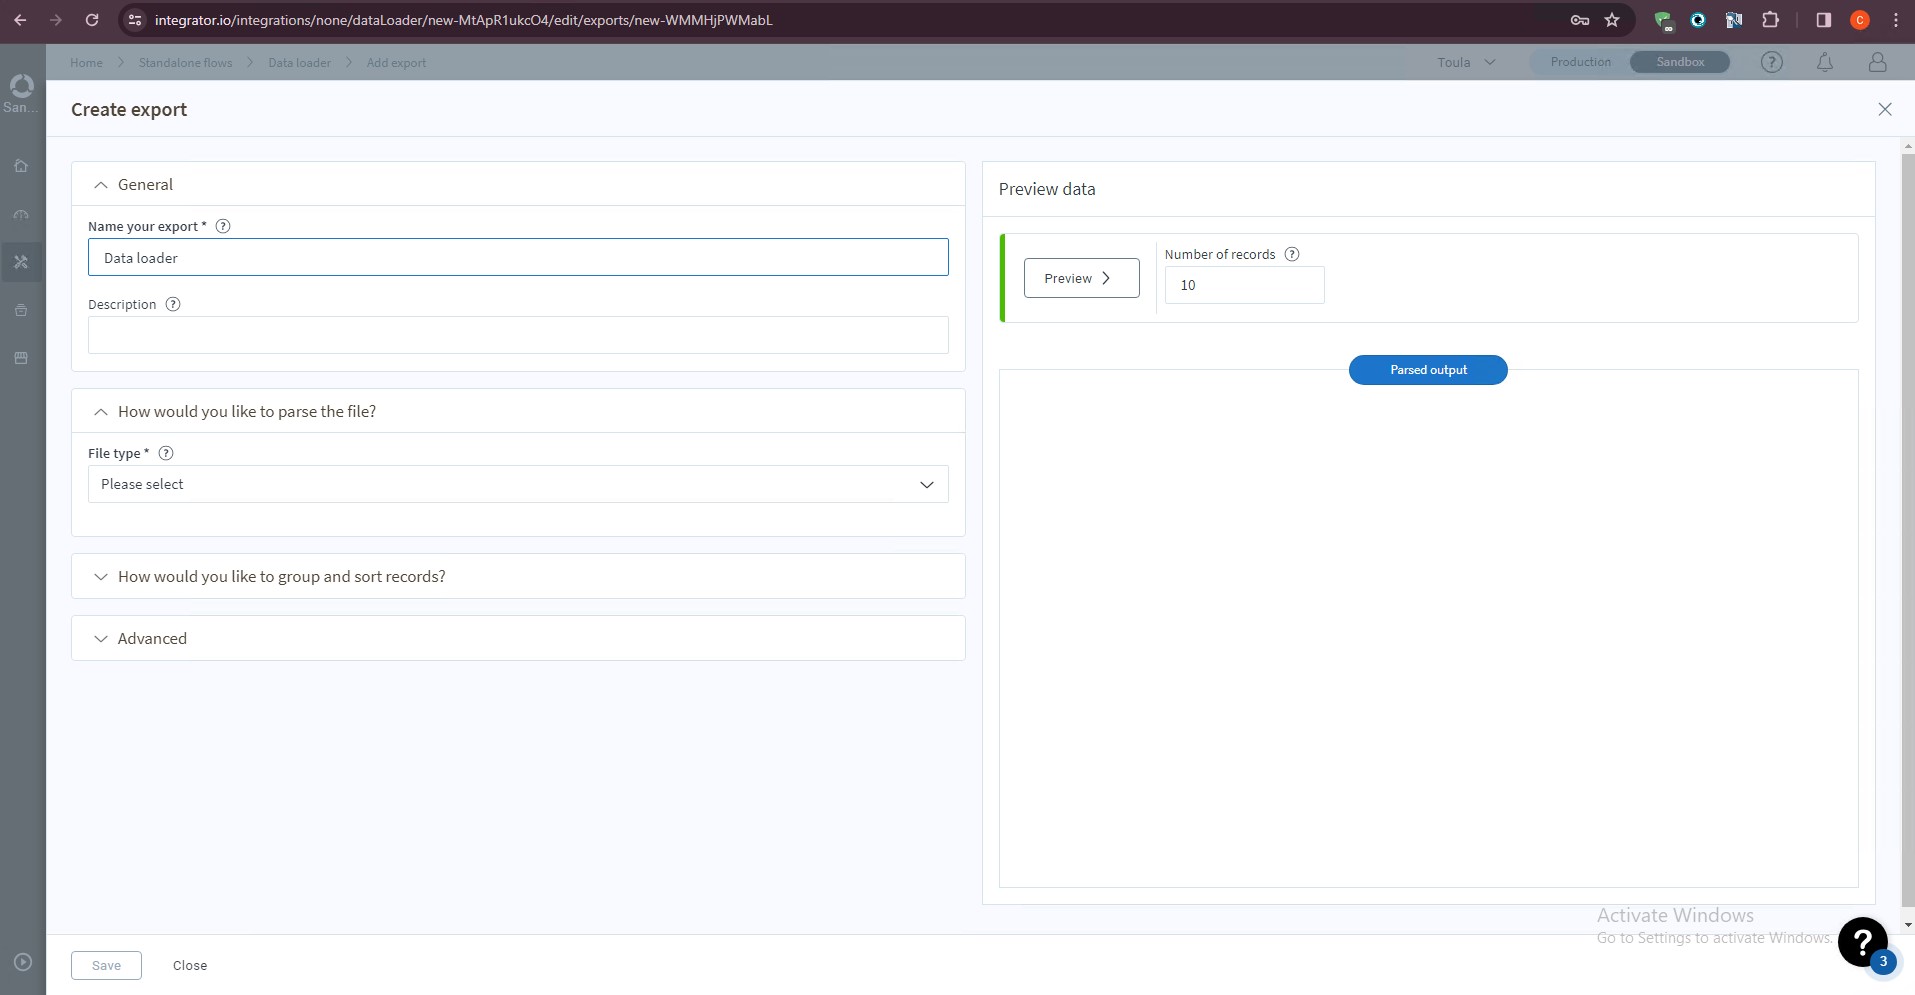 integrator.io/integrations/none/dataLoader/new-MtApR1ukcO4/edit/exports/new-WMMHjPWMabL
C
Home > Standalone flows > Data loader > Add export
Toula
Production Sandbox
?
San...
Create export
General
Name your export * ?
Data loader
Description ?
How would you like to parse the file?
File type * ?
Please select
How would you like to group and sort records?
Advanced
Preview data
Preview >
Number of records ?
10
Parsed output
Activate Windows
Go to Settings to activate Windows.
?
3
Save Close